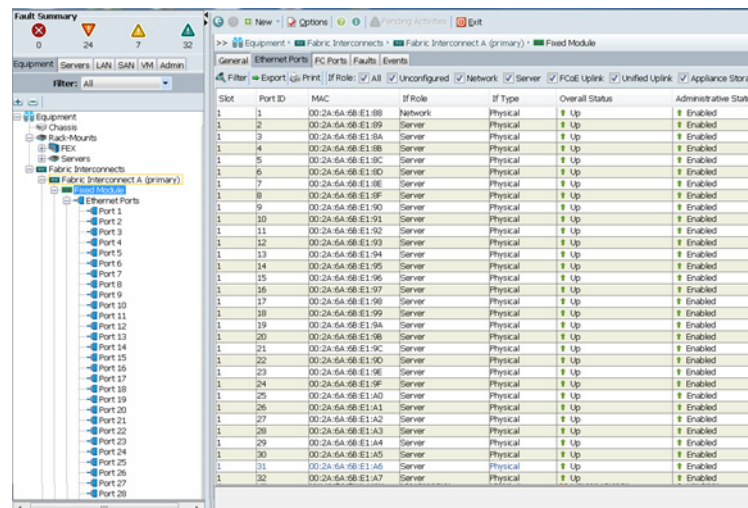 Fault Summary
0 24 7 32
New Options Pending Activities Exit
>> Equipment Fabric Interconnects Fabric Interconnect A (primary) Fixed Module
Equipment Servers LAN SAN VM Admin
Filter: All
General Ethernet Ports FC Ports Faults Events
Filter Export Print If Role: All Unconfigured Network Server FCoE Uplink Unified Uplink Appliance Stora
Equipment
Chassis
Rack-Mounts
FEX
Servers
Fabric Interconnects
Fabric Interconnect A (primary)
Fixed Module
Ethernet Ports
Port 1
Port 2
Port 3
Port 4
Port 5
Port 6
Port 7
Port 8
Port 9
Port 10
Port 11
Port 12
Port 13
Port 14
Port 15
Port 16
Port 17
Port 18
Port 19
Port 20
Port 21
Port 22
Port 23
Port 24
Port 25
Port 26
Port 27
Port 28
Slot Port ID MAC If Role If Type Overall Status Administrative Stat
1 1 00:2A:6A:6B:E1:88 Network Physical Up Enabled
1 2 00:2A:6A:6B:E1:89 Server Physical Up Enabled
1 3 00:2A:6A:6B:E1:8A Server Physical Up Enabled
1 4 00:2A:6A:6B:E1:8B Server Physical Up Enabled
1 5 00:2A:6A:6B:E1:8C Server Physical Up Enabled
1 6 00:2A:6A:6B:E1:8D Server Physical Up Enabled
1 7 00:2A:6A:6B:E1:8E Server Physical Up Enabled
1 8 00:2A:6A:6B:E1:8F Server Physical Up Enabled
1 9 00:2A:6A:6B:E1:90 Server Physical Up Enabled
1 10 00:2A:6A:6B:E1:91 Server Physical Up Enabled
1 11 00:2A:6A:6B:E1:92 Server Physical Up Enabled
1 12 00:2A:6A:6B:E1:93 Server Physical Up Enabled
1 13 00:2A:6A:6B:E1:94 Server Physical Up Enabled
1 14 00:2A:6A:6B:E1:95 Server Physical Up Enabled
1 15 00:2A:6A:6B:E1:96 Server Physical Up Enabled
1 16 00:2A:6A:6B:E1:97 Server Physical Up Enabled
1 17 00:2A:6A:6B:E1:98 Server Physical Up Enabled
1 18 00:2A:6A:6B:E1:99 Server Physical Up Enabled
1 19 00:2A:6A:6B:E1:9A Server Physical Up Enabled
1 20 00:2A:6A:6B:E1:9B Server Physical Up Enabled
1 21 00:2A:6A:6B:E1:9C Server Physical Up Enabled
1 22 00:2A:6A:6B:E1:9D Server Physical Up Enabled
1 23 00:2A:6A:6B:E1:9E Server Physical Up Enabled
1 24 00:2A:6A:6B:E1:9F Server Physical Up Enabled
1 25 00:2A:6A:6B:E1:A0 Server Physical Up Enabled
1 26 00:2A:6A:6B:E1:A1 Server Physical Up Enabled
1 27 00:2A:6A:6B:E1:A2 Server Physical Up Enabled
1 28 00:2A:6A:6B:E1:A3 Server Physical Up Enabled
1 29 00:2A:6A:6B:E1:A4 Server Physical Up Enabled
1 30 00:2A:6A:6B:E1:A5 Server Physical Up Enabled
1 31 00:2A:6A:6B:E1:A6 Server Physical Up Enabled
1 32 00:2A:6A:6B:E1:A7 Server Physical Up Enabled